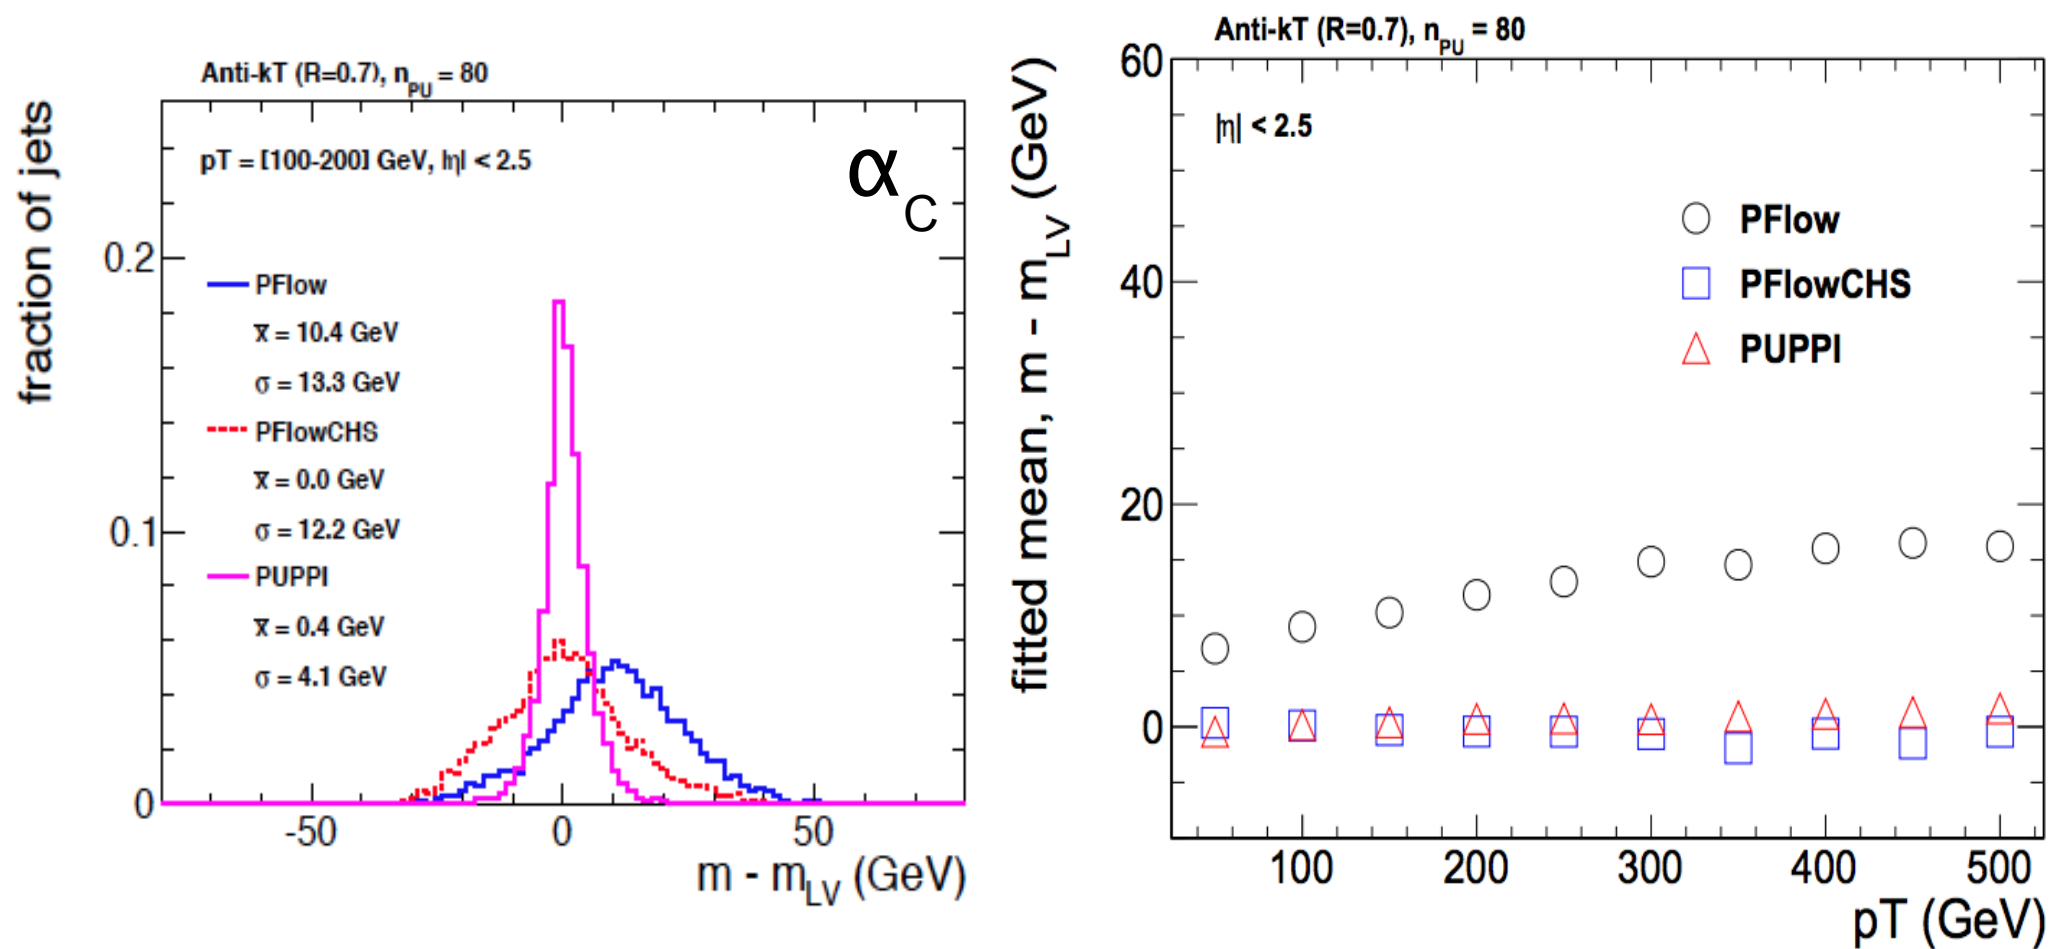 Anti-kT (R=0.7), n_PU = 80
pT = [100-200] GeV, |η| < 2.5
α_C
fraction of jets
0.2
0.1
0
PFlow
x̄ = 10.4 GeV
σ = 13.3 GeV
PFlowCHS
x̄ = 0.0 GeV
σ = 12.2 GeV
PUPPI
x̄ = 0.4 GeV
σ = 4.1 GeV
-50 0 50
m - m_LV (GeV)
Anti-kT (R=0.7), n_PU = 80
|η| < 2.5
fitted mean, m - m_LV (GeV)
60
40
20
0
PFlow
PFlowCHS
PUPPI
100 200 300 400 500
pT (GeV)